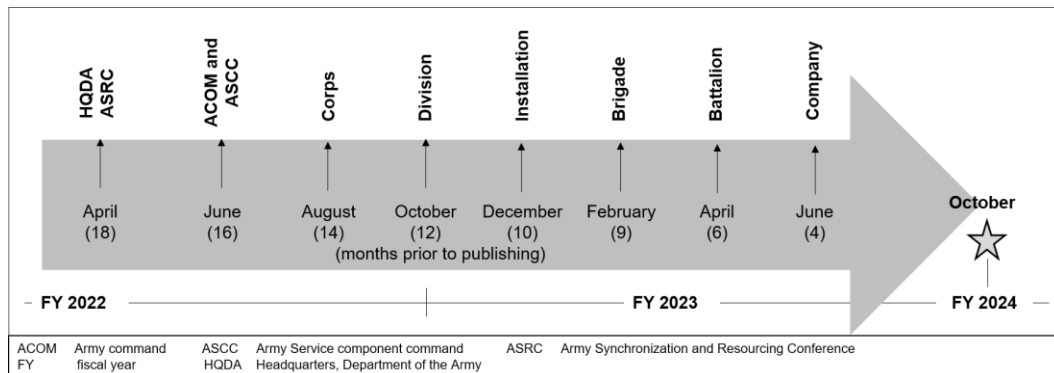 HQDA
ASRC
ACOM and
ASCC
Corps
Division
Installation
Brigade
Battalion
Company
April
(18)
June
(16)
August
(14)
October
(12)
December
(10)
February
(9)
April
(6)
June
(4)
(months prior to publishing)
October
FY 2022
FY 2023
FY 2024
ACOM Army command ASCC Army Service component command ASRC Army Synchronization and Resourcing Conference
FY fiscal year HQDA Headquarters, Department of the Army